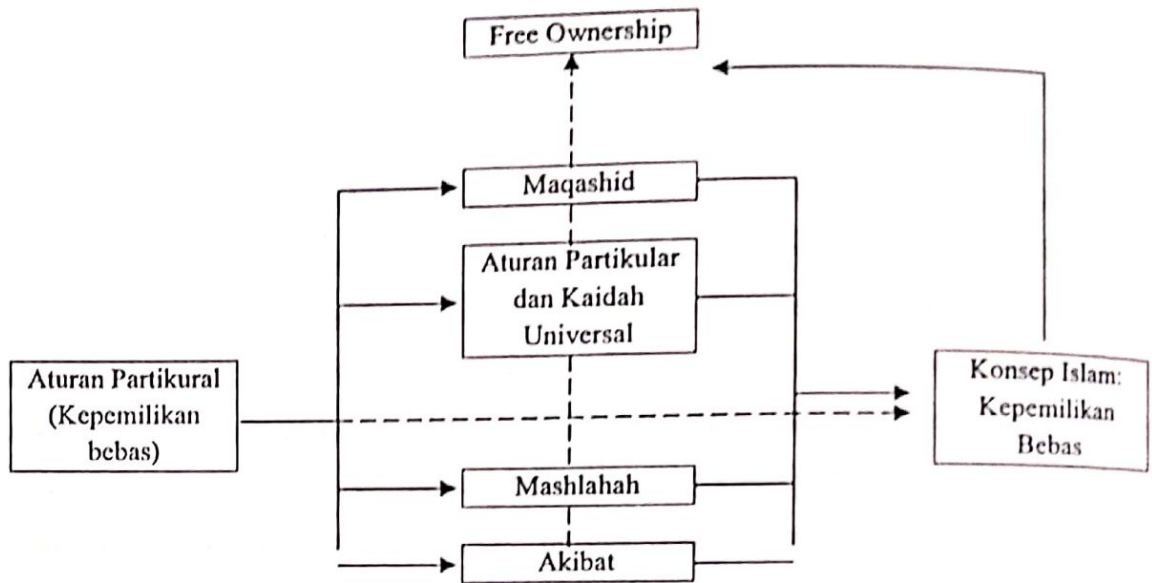 Free Ownership
Maqashid
Aturan Partikular
dan Kaidah
Universal
Aturan Partikural
(Kepemilikan
bebas)
Konsep Islam:
Kepemilikan
Bebas
Mashlahah
Akibat